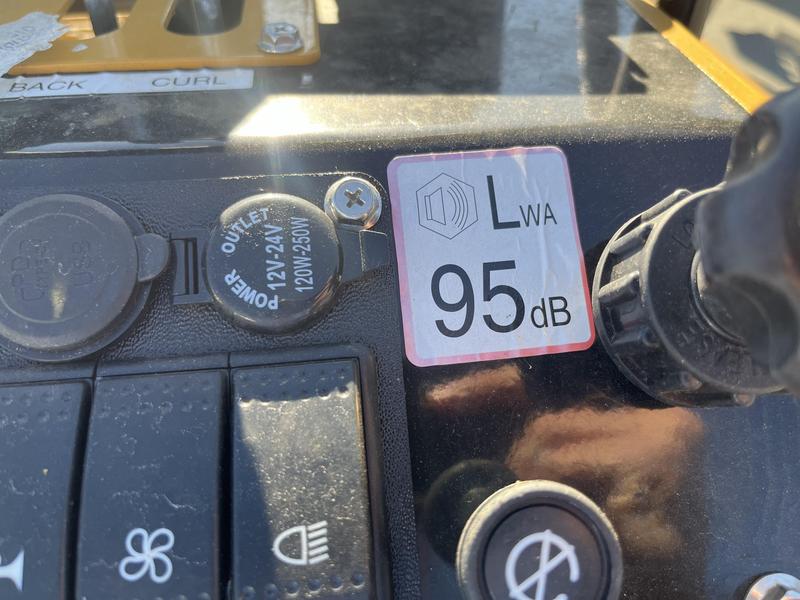 BACK CURL
POWER OUTLET
12V-24V
120W-250W
LWA
95dB